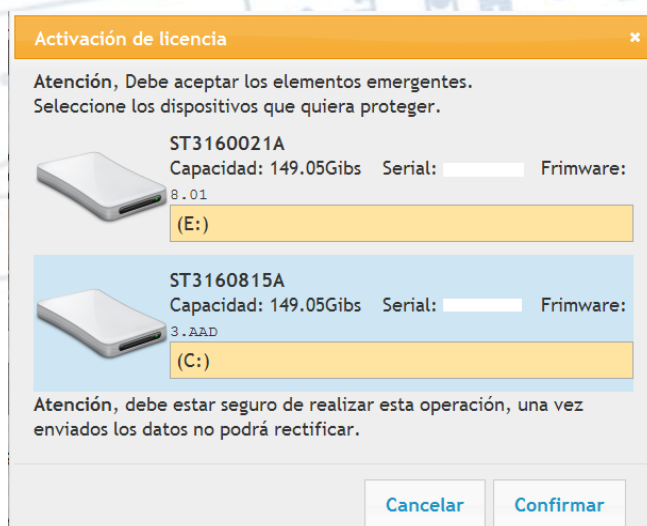 Activación de licencia
Atención, Debe aceptar los elementos emergentes.
Seleccione los dispositivos que quiera proteger.
ST3160021A
Capacidad: 149.05Gibs Serial: Frimware:
8.01
(E:)
ST3160815A
Capacidad: 149.05Gibs Serial: Frimware:
3.AAD
(C:)
Atención, debe estar seguro de realizar esta operación, una vez
enviados los datos no podrá rectificar.
Cancelar Confirmar